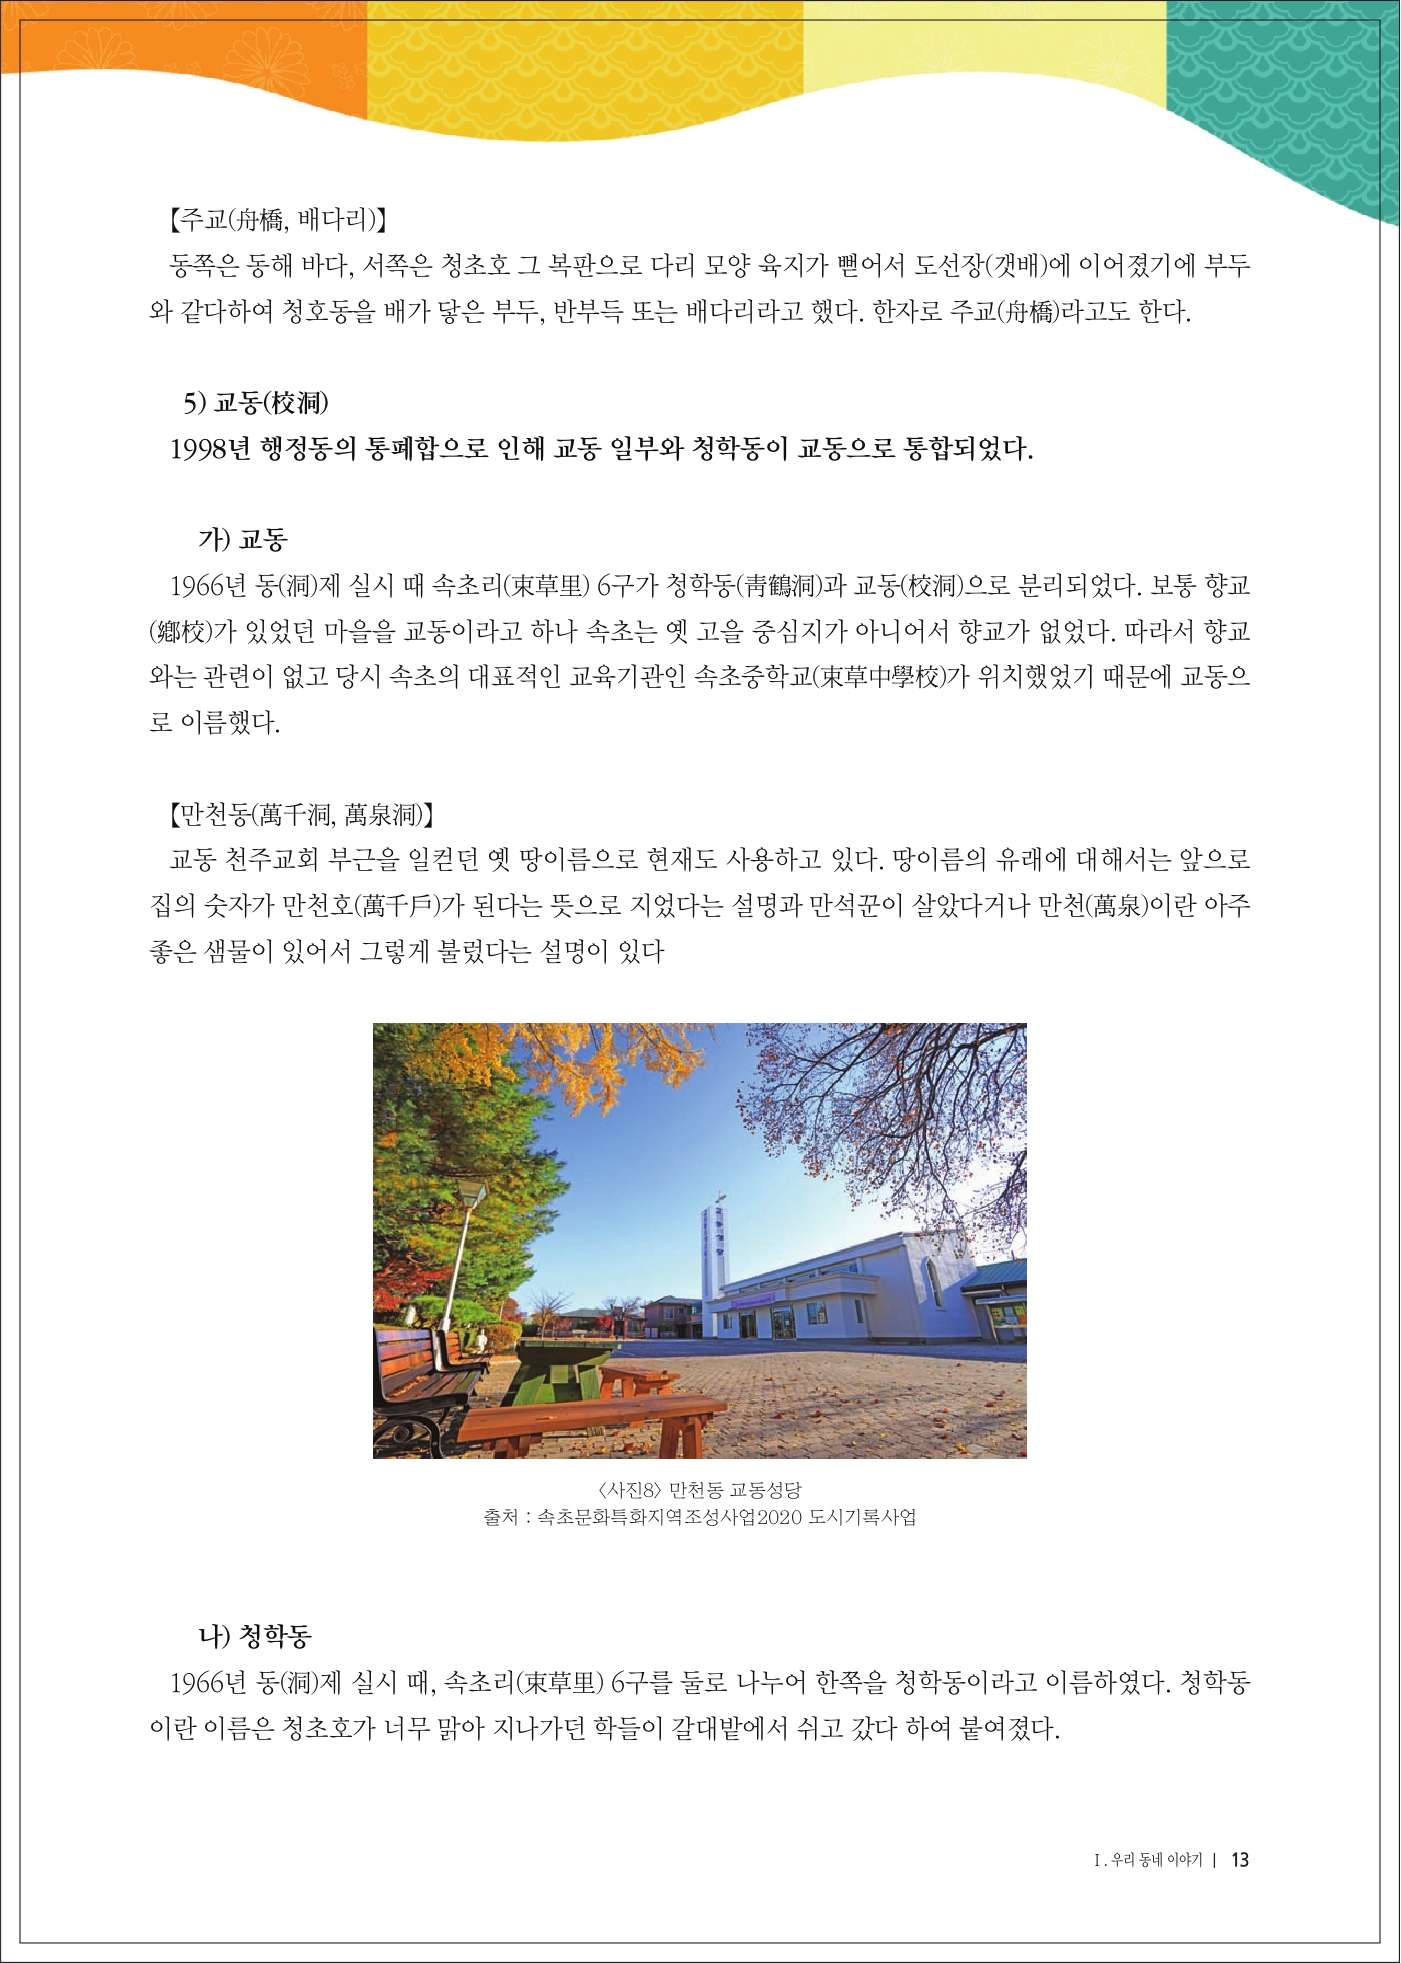 【주교(舟橋, 배다리)】
동쪽은 동해 바다, 서쪽은 청초호 그 복판으로 다리 모양 육지가 뻗어서 도선장(갯배)에 이어졌기에 부두
와 같다하여 청호동을 배가 닿은 부두, 반부득 또는 배다리라고 했다. 한자로 주교(舟橋)라고도 한다.
5) 교동(校洞)
1998년 행정동의 통폐합으로 인해 교동 일부와 청학동이 교동으로 통합되었다.
가) 교동
1966년 동(洞)제 실시 때 속초리(束草里) 6구가 청학동(靑鶴洞)과 교동(校洞)으로 분리되었다. 보통 향교
(鄕校)가 있었던 마을을 교동이라고 하나 속초는 옛 고을 중심지가 아니어서 향교가 없었다. 따라서 향교
와는 관련이 없고 당시 속초의 대표적인 교육기관인 속초중학교(束草中學校)가 위치했었기 때문에 교동으
로 이름했다.
【만천동(萬千洞, 萬泉洞)】
교동 천주교회 부근을 일컫던 옛 땅이름으로 현재도 사용하고 있다. 땅이름의 유래에 대해서는 앞으로
집의 숫자가 만천호(萬千戶)가 된다는 뜻으로 지었다는 설명과 만석꾼이 살았다거나 만천(萬泉)이란 아주
좋은 샘물이 있어서 그렇게 불렀다는 설명이 있다
교동성당
〈사진8〉 만천동 교동성당
출처 : 속초문화특화지역조성사업2020 도시기록사업
나) 청학동
1966년 동(洞)제 실시 때, 속초리(束草里) 6구를 둘로 나누어 한쪽을 청학동이라고 이름하였다. 청학동
이란 이름은 청초호가 너무 맑아 지나가던 학들이 갈대밭에서 쉬고 갔다 하여 붙여졌다.
Ⅰ. 우리 동네 이야기 | 13